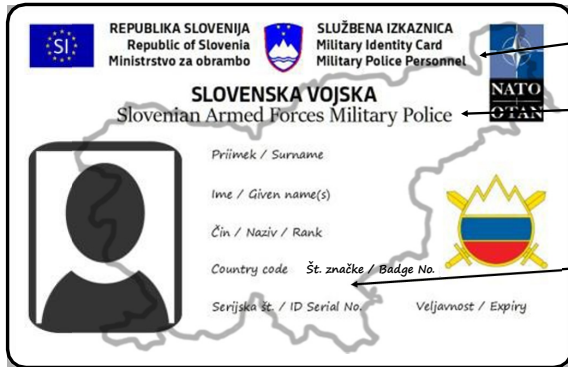 SI
REPUBLIKA SLOVENIJA
Republic of Slovenia
Ministrstvo za obrambo
SLUŽBENA IZKAZNICA
Military Identity Card
Military Police Personnel
NATO
OTAN
SLOVENSKA VOJSKA
Slovenian Armed Forces Military Police
Priimek / Surname
Ime / Given name(s)
Čin / Naziv / Rank
Country code Št. značke / Badge No.
Serijska št. / ID Serial No. Veljavnost / Expiry